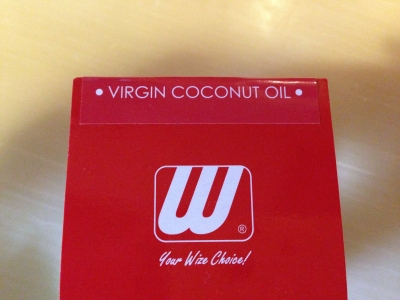 • VIRGIN COCONUT OIL •
W ®
Your Wize Choice!